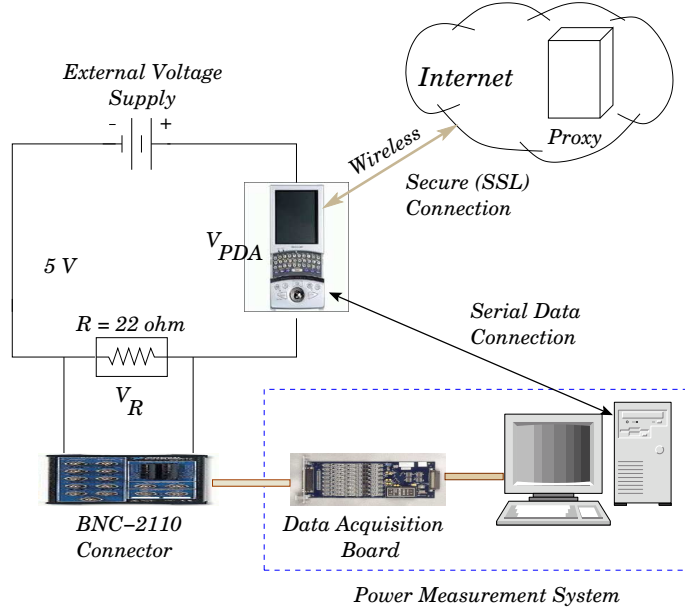 External Voltage
Supply
- +
Internet
Proxy
Wireless
Secure (SSL)
Connection
V PDA
5 V
R = 22 ohm
V R
Serial Data
Connection
BNC−2110
Connector
Data Acquisition
Board
Power Measurement System